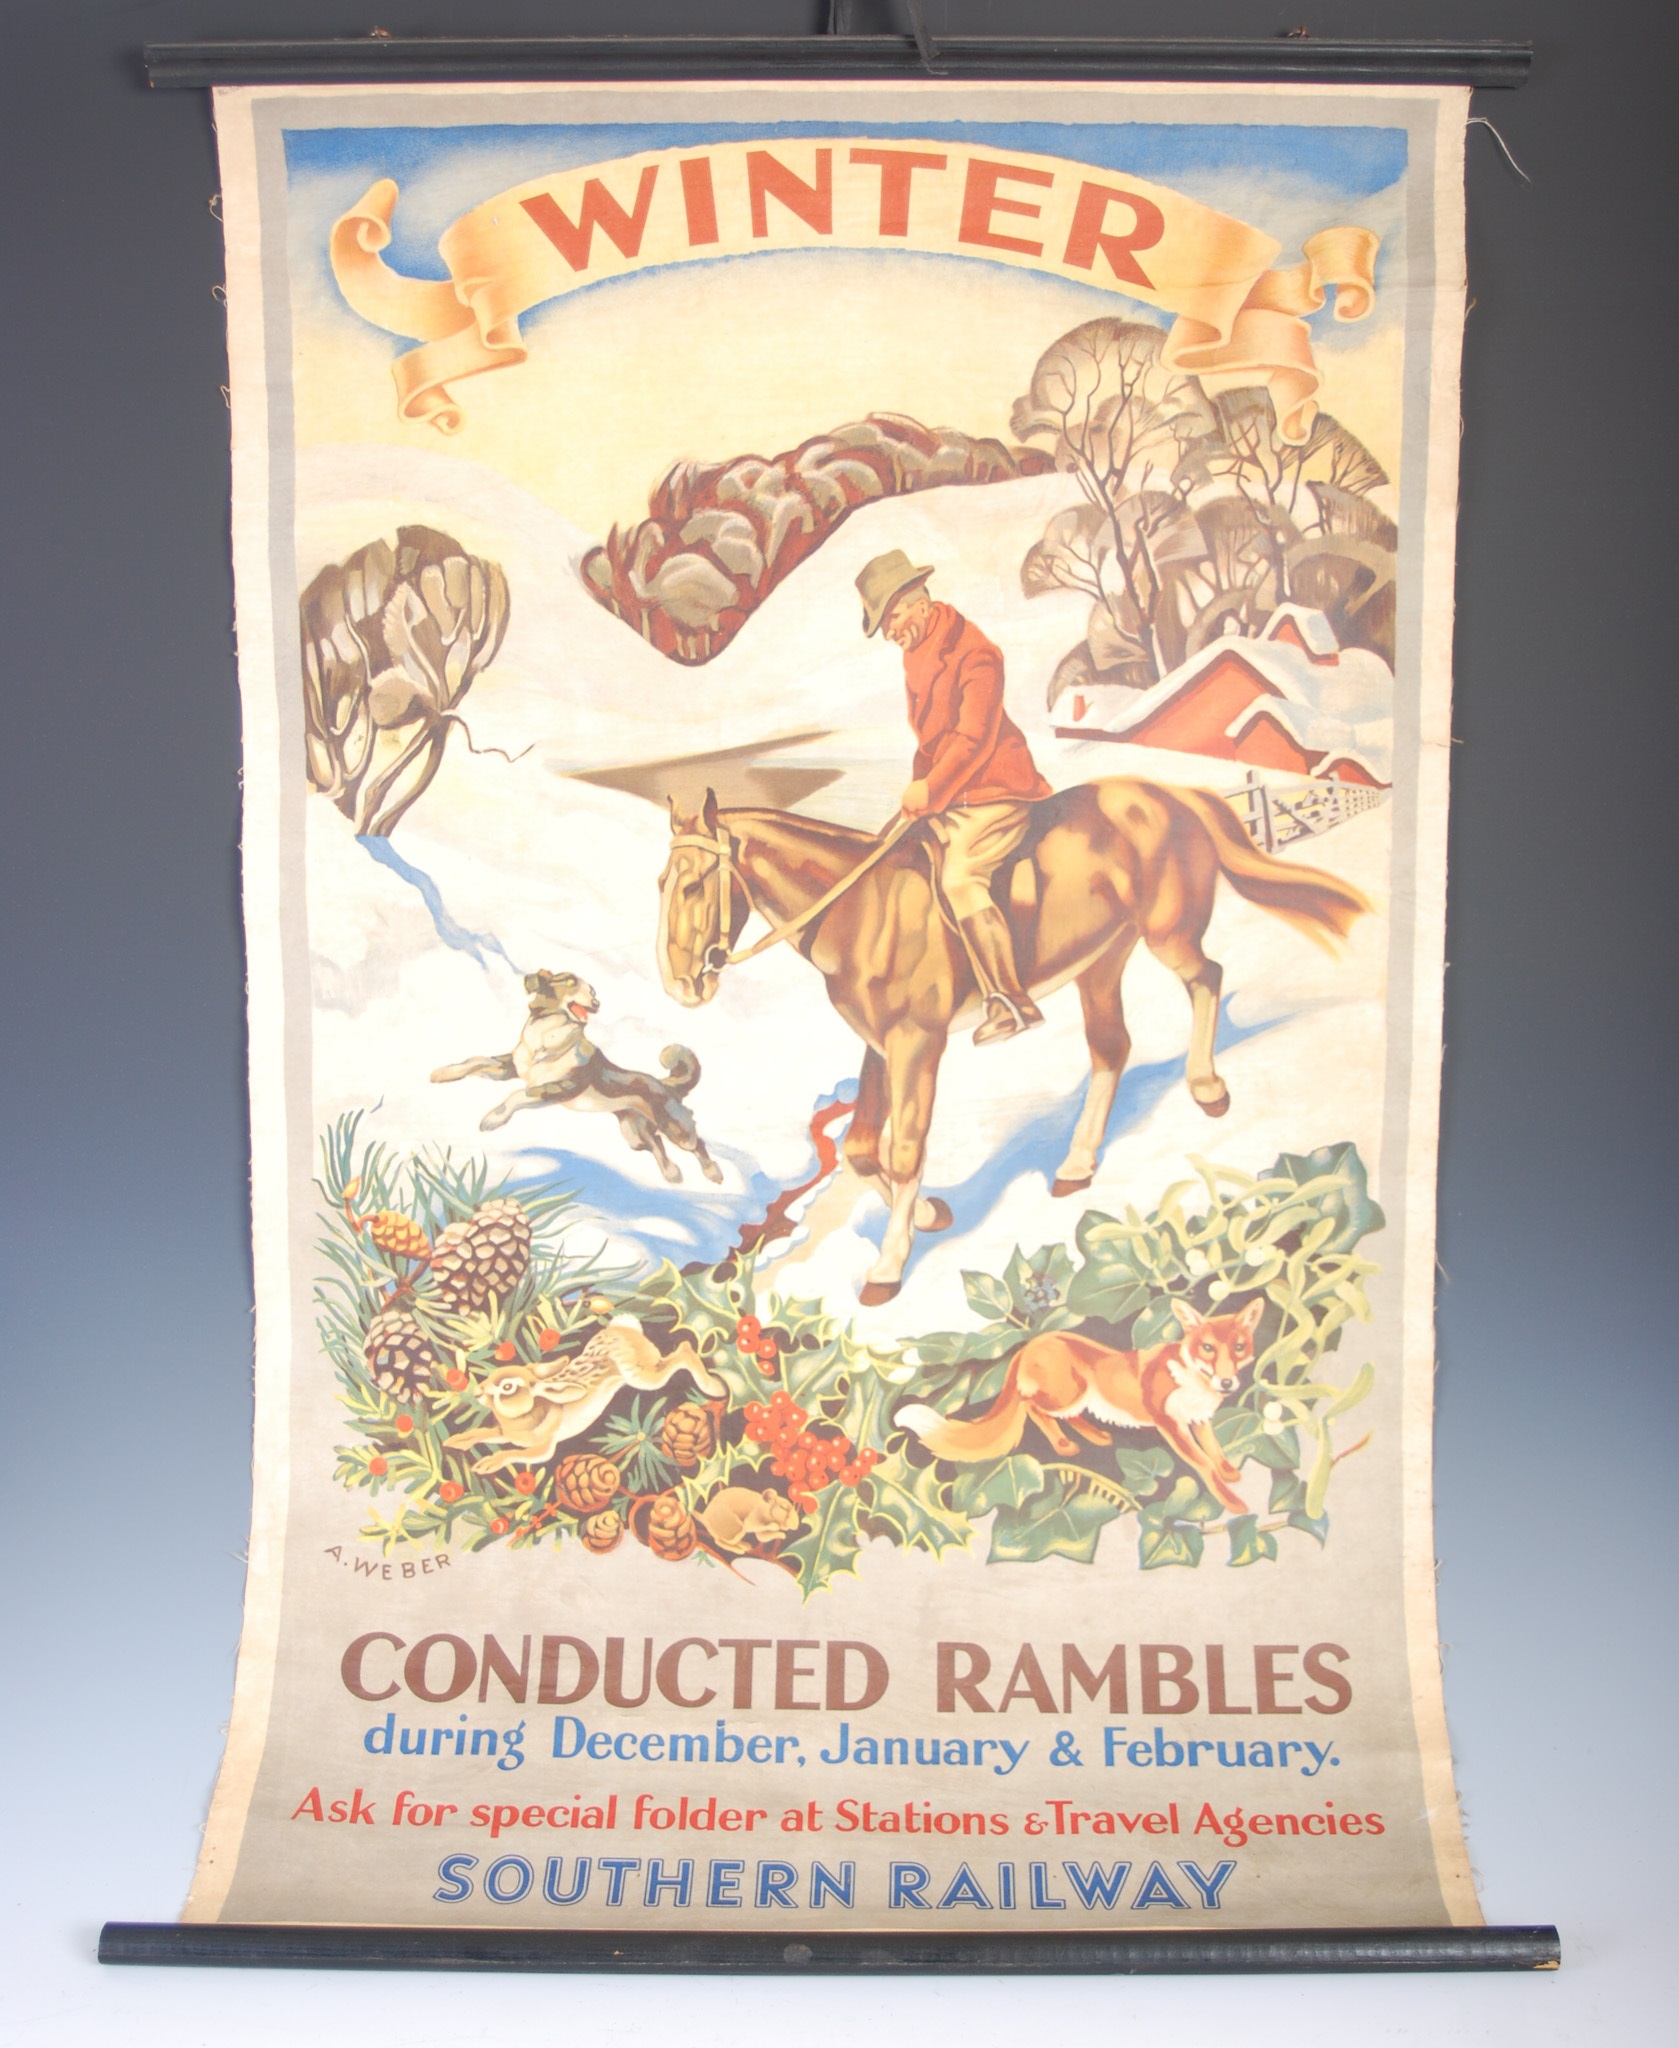 WINTER
A. WEBER
CONDUCTED RAMBLES
during December, January & February.
Ask for special folder at Stations & Travel Agencies
SOUTHERN RAILWAY